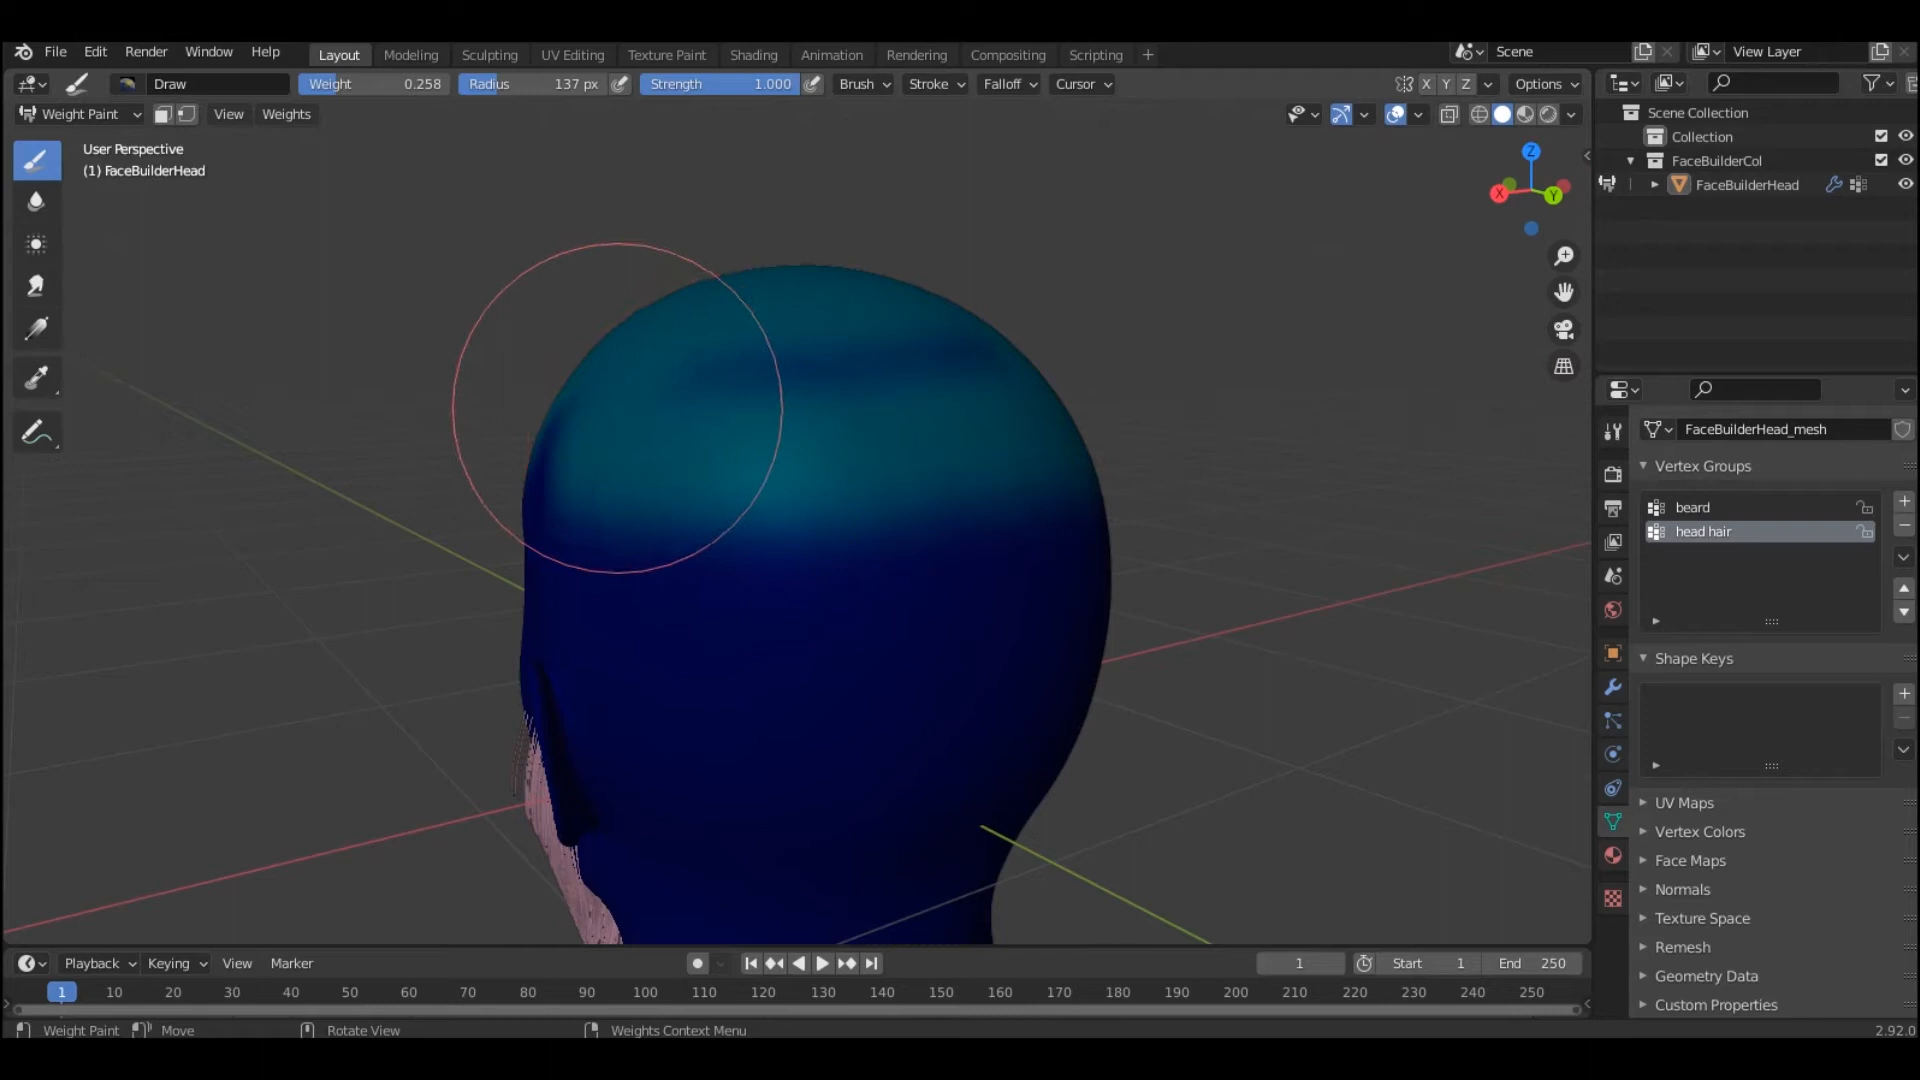 File Edit Render Window Help Layout Modeling Sculpting UV Editing Texture Paint Shading Animation Rendering Compositing Scripting + Scene View Layer
Draw Weight 0.258 Radius 137 px Strength 1.000 Brush Stroke Falloff Cursor X Y Z Options
Weight Paint View Weights
User Perspective
(1) FaceBuilderHead
Z
X
Y
Scene Collection
Collection
FaceBuilderCol
FaceBuilderHead
FaceBuilderHead_mesh
Vertex Groups
beard
head hair
Shape Keys
UV Maps
Vertex Colors
Face Maps
Normals
Texture Space
Remesh
Geometry Data
Custom Properties
Playback Keying View Marker 1 Start 1 End 250
1 10 20 30 40 50 60 70 80 90 100 110 120 130 140 150 160 170 180 190 200 210 220 230 240 250
Weight Paint Move Rotate View Weights Context Menu 2.92.0